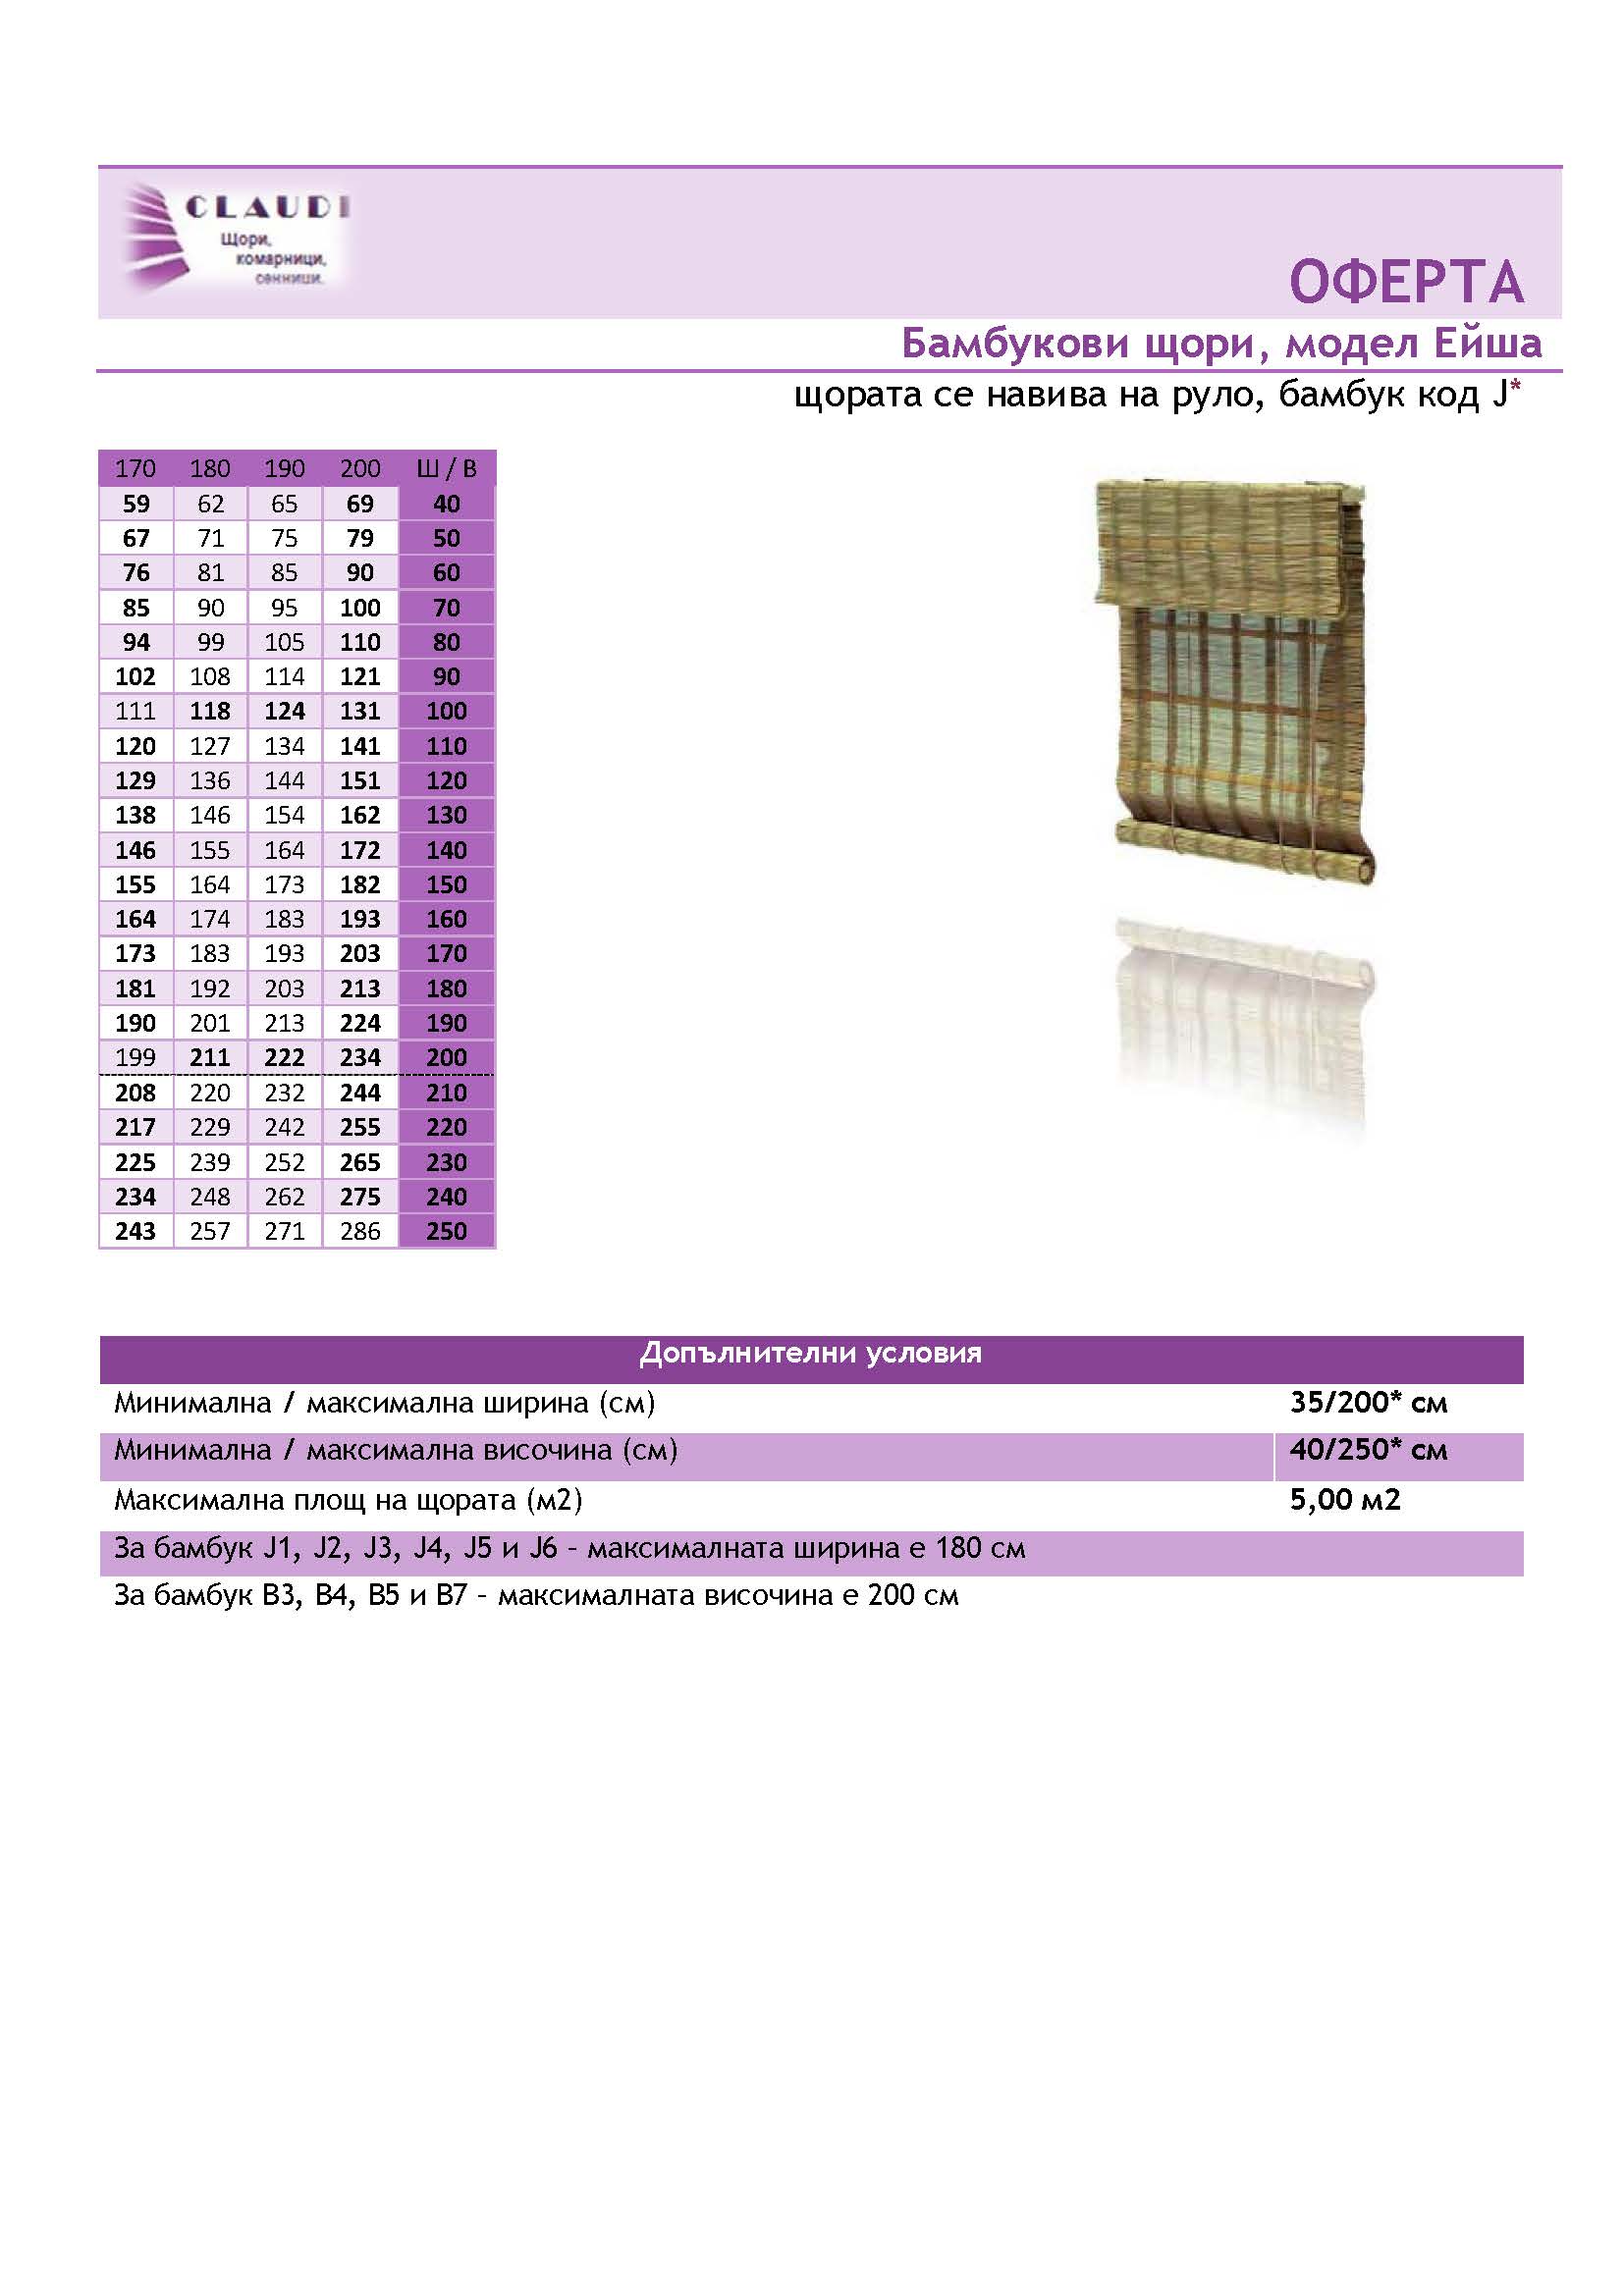 CLAUDI
Щори,
комарници,
сенници.
ОФЕРТА
Бамбукови щори, модел Ейша
щората се навива на руло, бамбук код J*
170 180 190 200 Ш / В
59 62 65 69 40
67 71 75 79 50
76 81 85 90 60
85 90 95 100 70
94 99 105 110 80
102 108 114 121 90
111 118 124 131 100
120 127 134 141 110
129 136 144 151 120
138 146 154 162 130
146 155 164 172 140
155 164 173 182 150
164 174 183 193 160
173 183 193 203 170
181 192 203 213 180
190 201 213 224 190
199 211 222 234 200
208 220 232 244 210
217 229 242 255 220
225 239 252 265 230
234 248 262 275 240
243 257 271 286 250
Допълнителни условия
Минимална / максимална ширина (см) 35/200* см
Минимална / максимална височина (см) 40/250* см
Максимална площ на щората (м2) 5,00 м2
За бамбук J1, J2, J3, J4, J5 и J6 - максималната ширина е 180 см
За бамбук B3, B4, B5 и B7 - максималната височина е 200 см